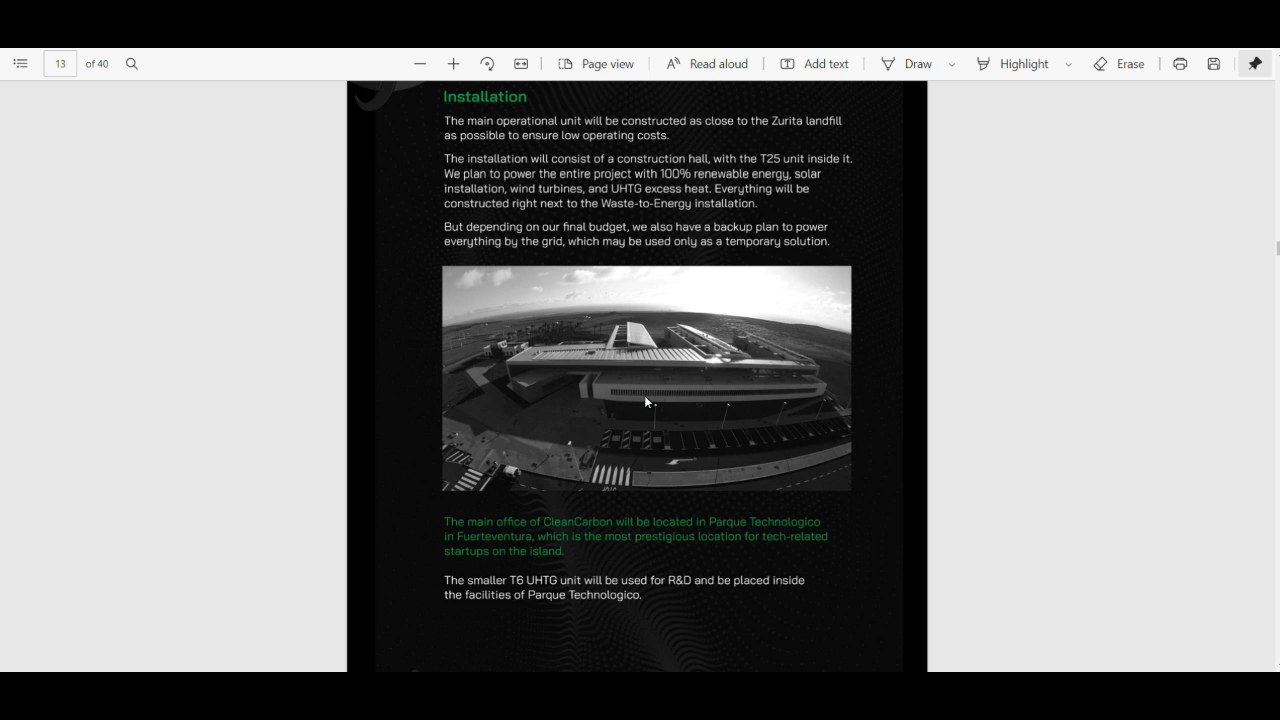 13
of 40
Page view
Read aloud
Add text
Draw
Highlight
Erase
Installation
The main operational unit will be constructed as close to the Zurita landfill
as possible to ensure low operating costs.
The installation will consist of a construction hall, with the T25 unit inside it.
We plan to power the entire project with 100% renewable energy, solar
installation, wind turbines, and UHTG excess heat. Everything will be
constructed right next to the Waste-to-Energy installation.
But depending on our final budget, we also have a backup plan to power
everything by the grid, which may be used only as a temporary solution.
The main office of CleanCarbon will be located in Parque Technologico
in Fuerteventura, which is the most prestigious location for tech-related
startups on the island.
The smaller T6 UHTG unit will be used for R&D and be placed inside
the facilities of Parque Technologico.